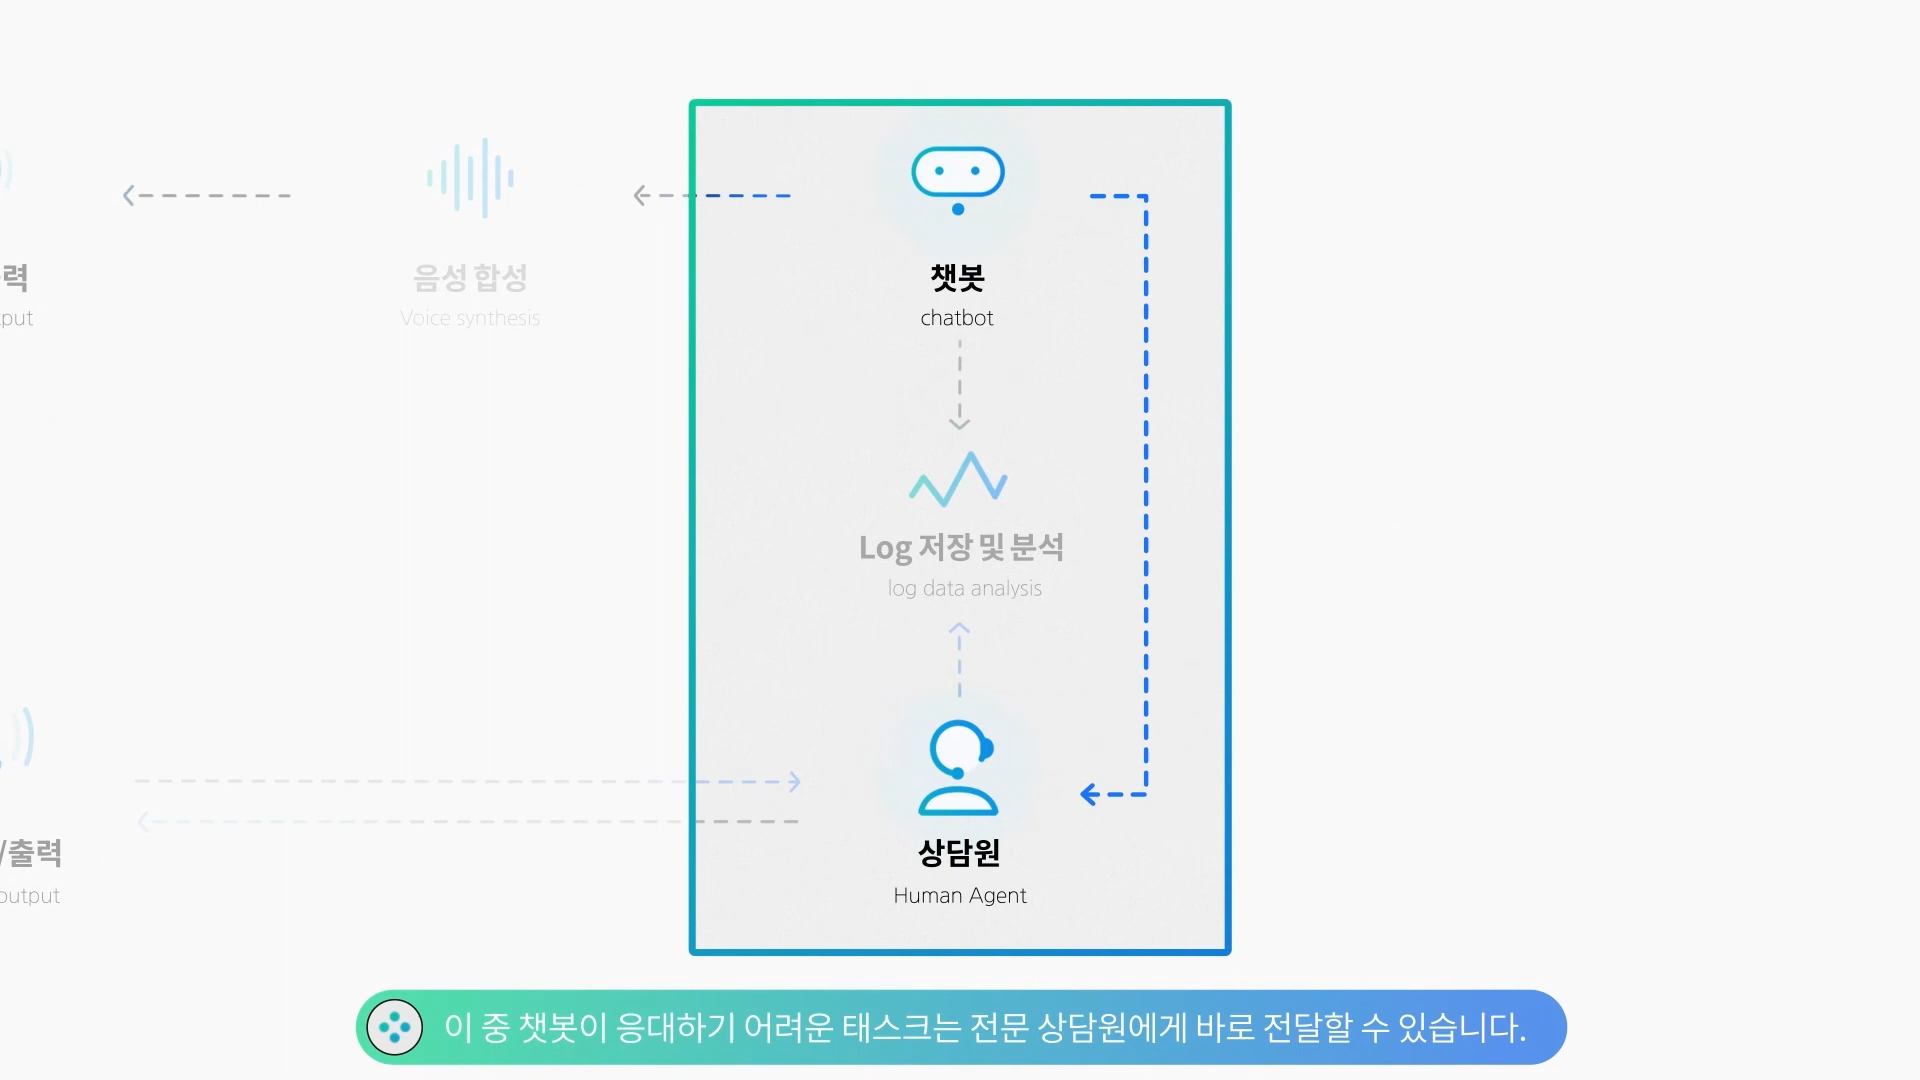 력
put
음성 합성
Voice synthesis
챗봇
chatbot
Log 저장 및 분석
log data analysis
/출력
output
상담원
Human Agent
이 중 챗봇이 응대하기 어려운 태스크는 전문 상담원에게 바로 전달할 수 있습니다.